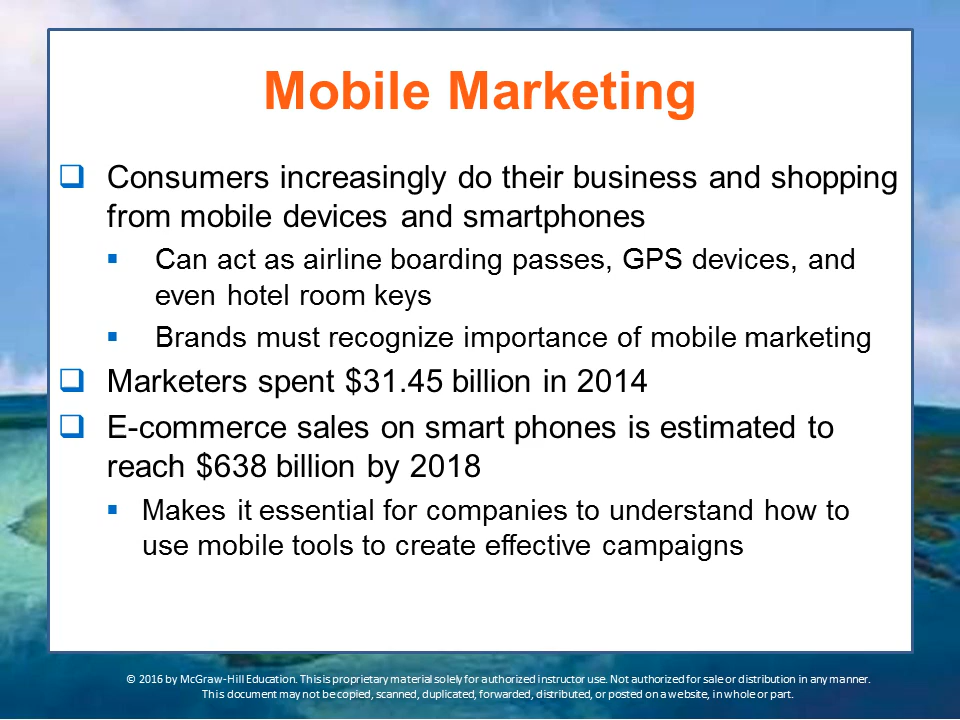 Mobile Marketing
Consumers increasingly do their business and shopping
from mobile devices and smartphones
Can act as airline boarding passes, GPS devices, and
even hotel room keys
Brands must recognize importance of mobile marketing
Marketers spent $31.45 billion in 2014
E-commerce sales on smart phones is estimated to
reach $638 billion by 2018
Makes it essential for companies to understand how to
use mobile tools to create effective campaigns
© 2016 by McGraw-Hill Education. This is proprietary material solely for authorized instructor use. Not authorized for sale or distribution in any manner.
This document may not be copied, scanned, duplicated, forwarded, distributed, or posted on a website, in whole or part.